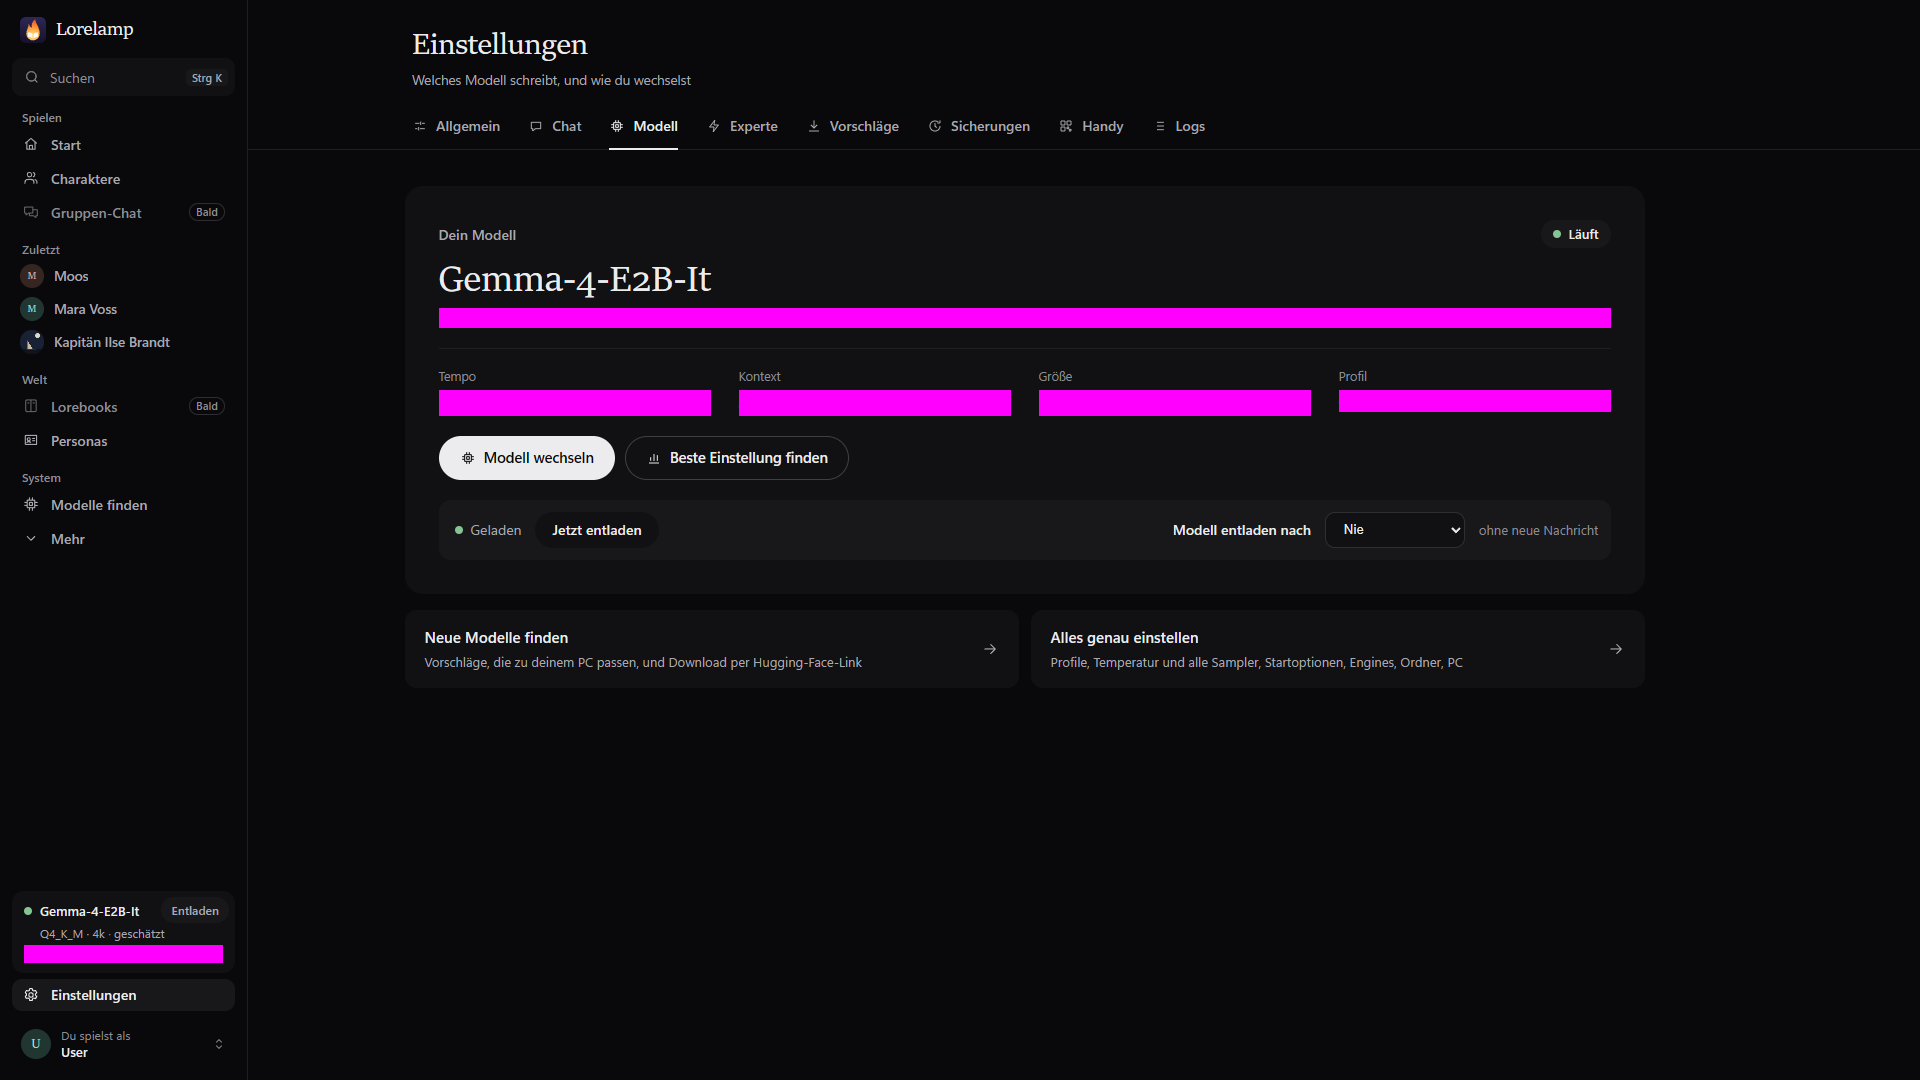 Lorelamp
Suchen
Strg K
Spielen
Start
Charaktere
Gruppen-Chat
Bald
Zuletzt
M
Moos
M
Mara Voss
Kapitän Ilse Brandt
Welt
Lorebooks
Bald
Personas
System
Modelle finden
Mehr
Gemma-4-E2B-It
Entladen
Q4_K_M · 4k · geschätzt
Einstellungen
U
Du spielst als
User
Einstellungen
Welches Modell schreibt, und wie du wechselst
Allgemein
Chat
Modell
Experte
Vorschläge
Sicherungen
Handy
Logs
Dein Modell
Läuft
Gemma-4-E2B-It
Tempo
Kontext
Größe
Profil
Modell wechseln
Beste Einstellung finden
Geladen
Jetzt entladen
Modell entladen nach
Nie
ohne neue Nachricht
Neue Modelle finden
Vorschläge, die zu deinem PC passen, und Download per Hugging-Face-Link
Alles genau einstellen
Profile, Temperatur und alle Sampler, Startoptionen, Engines, Ordner, PC